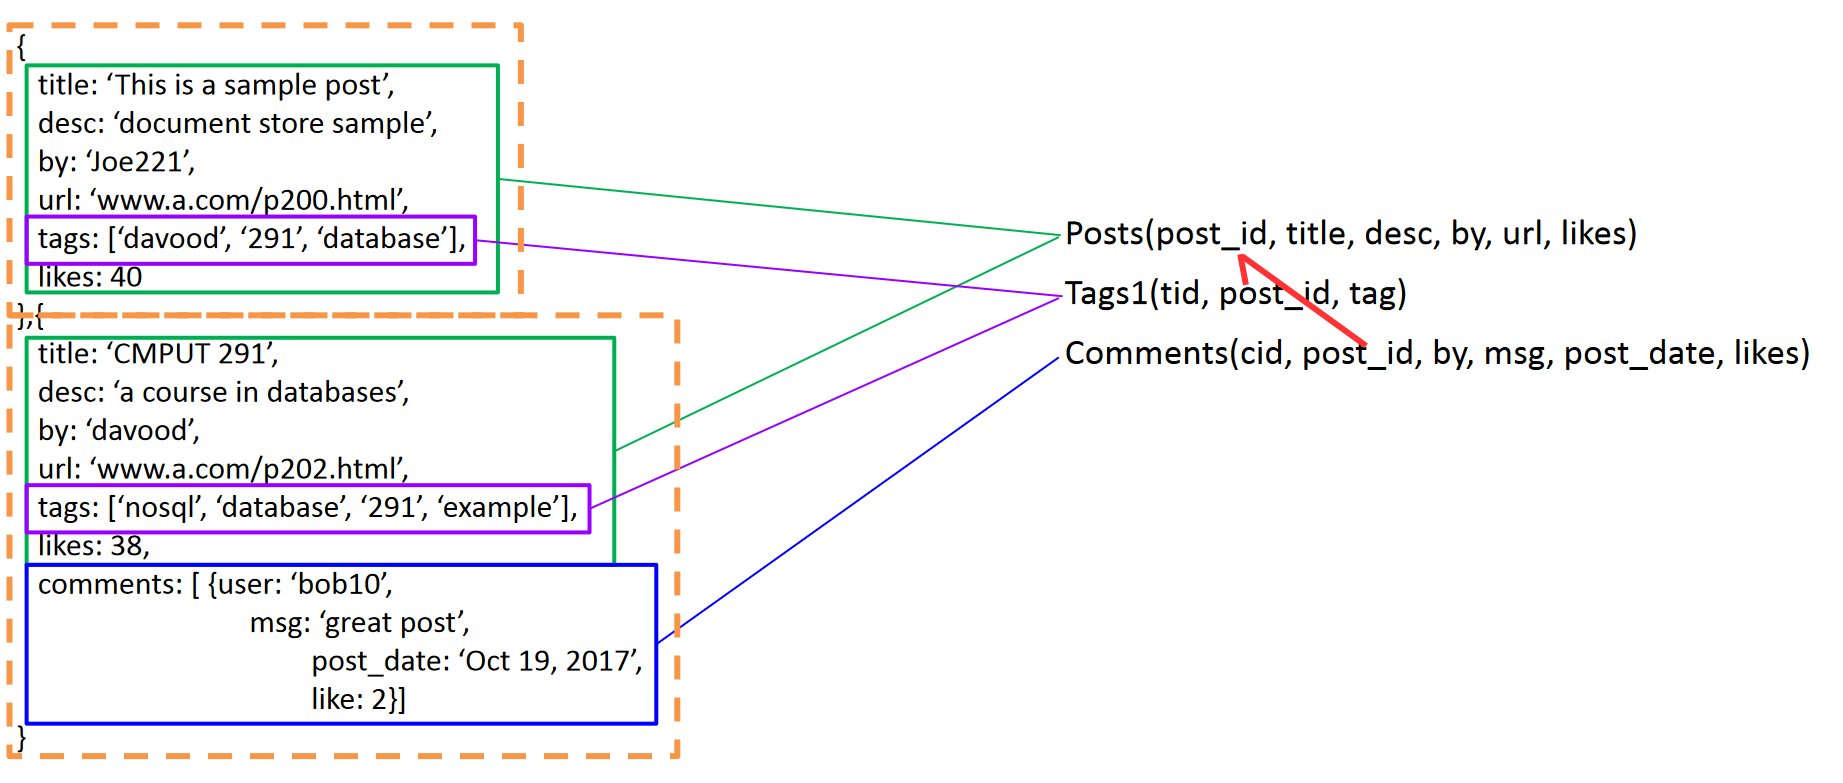 {
title: ‘This is a sample post’,
desc: ‘document store sample’,
by: ‘Joe221’,
url: ‘www.a.com/p200.html’,
tags: [‘davood’, ‘291’, ‘database’],
likes: 40
},{
title: ‘CMPUT 291’,
desc: ‘a course in databases’,
by: ‘davood’,
url: ‘www.a.com/p202.html’,
tags: [‘nosql’, ‘database’, ‘291’, ‘example’],
likes: 38,
comments: [ {user: ‘bob10’,
msg: ‘great post’,
post_date: ‘Oct 19, 2017’,
like: 2}]
}
Posts(post_id, title, desc, by, url, likes)
Tags1(tid, post_id, tag)
Comments(cid, post_id, by, msg, post_date, likes)